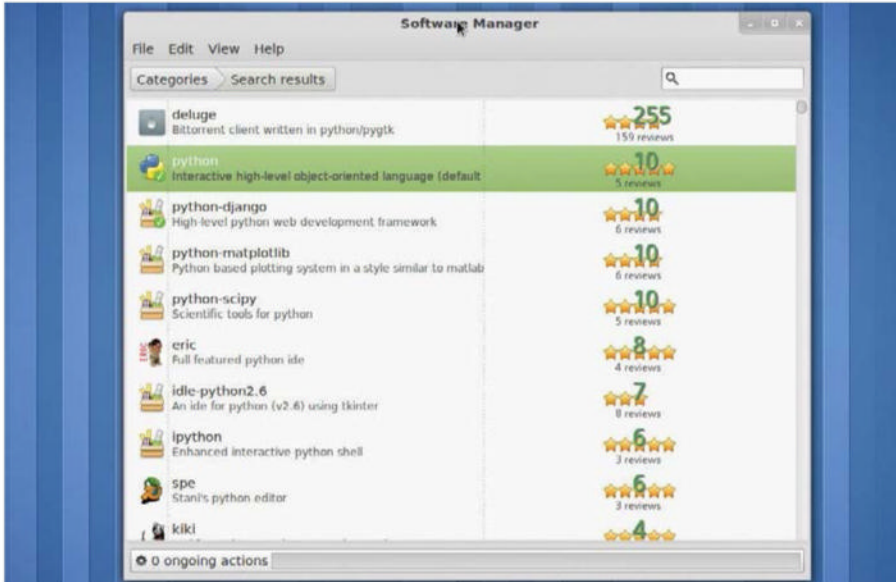 Software Manager
File Edit View Help
Categories Search results
deluge
Bittorrent client written in python/pygtk
255
159 reviews
python
Interactive high-level object-oriented language (default
10
5 reviews
python-django
High-level python web development framework
10
6 reviews
python-matplotlib
Python based plotting system in a style similar to matlab
10
6 reviews
python-scipy
Scientific tools for python
10
5 reviews
eric
Full featured python ide
8
4 reviews
idle-python2.6
An ide for python (v2.6) using tkinter
7
8 reviews
ipython
Enhanced interactive python shell
6
3 reviews
spe
Stani's python editor
6
3 reviews
kiki
4
0 ongoing actions